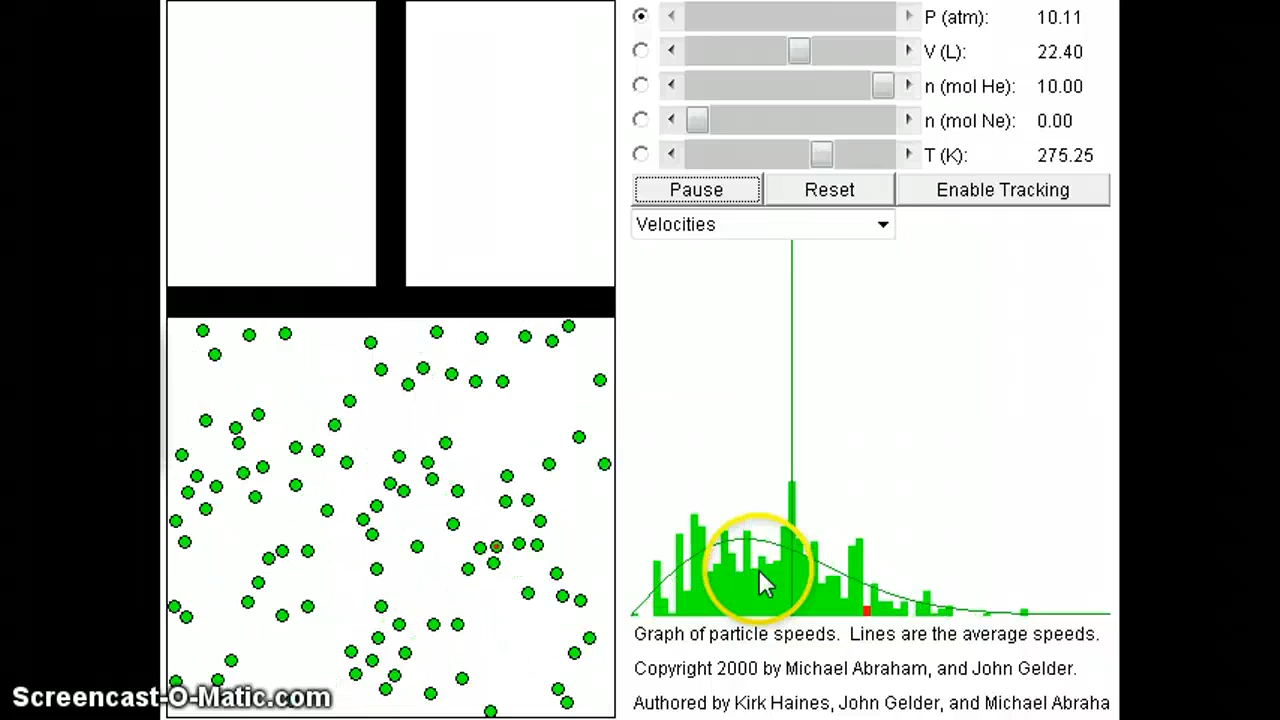 P (atm): 10.11
V (L): 22.40
n (mol He): 10.00
n (mol Ne): 0.00
T (K): 275.25
Pause Reset Enable Tracking
Velocities
Graph of particle speeds. Lines are the average speeds.
Copyright 2000 by Michael Abraham, and John Gelder.
Authored by Kirk Haines, John Gelder, and Michael Abraha
Screencast-O-Matic.com